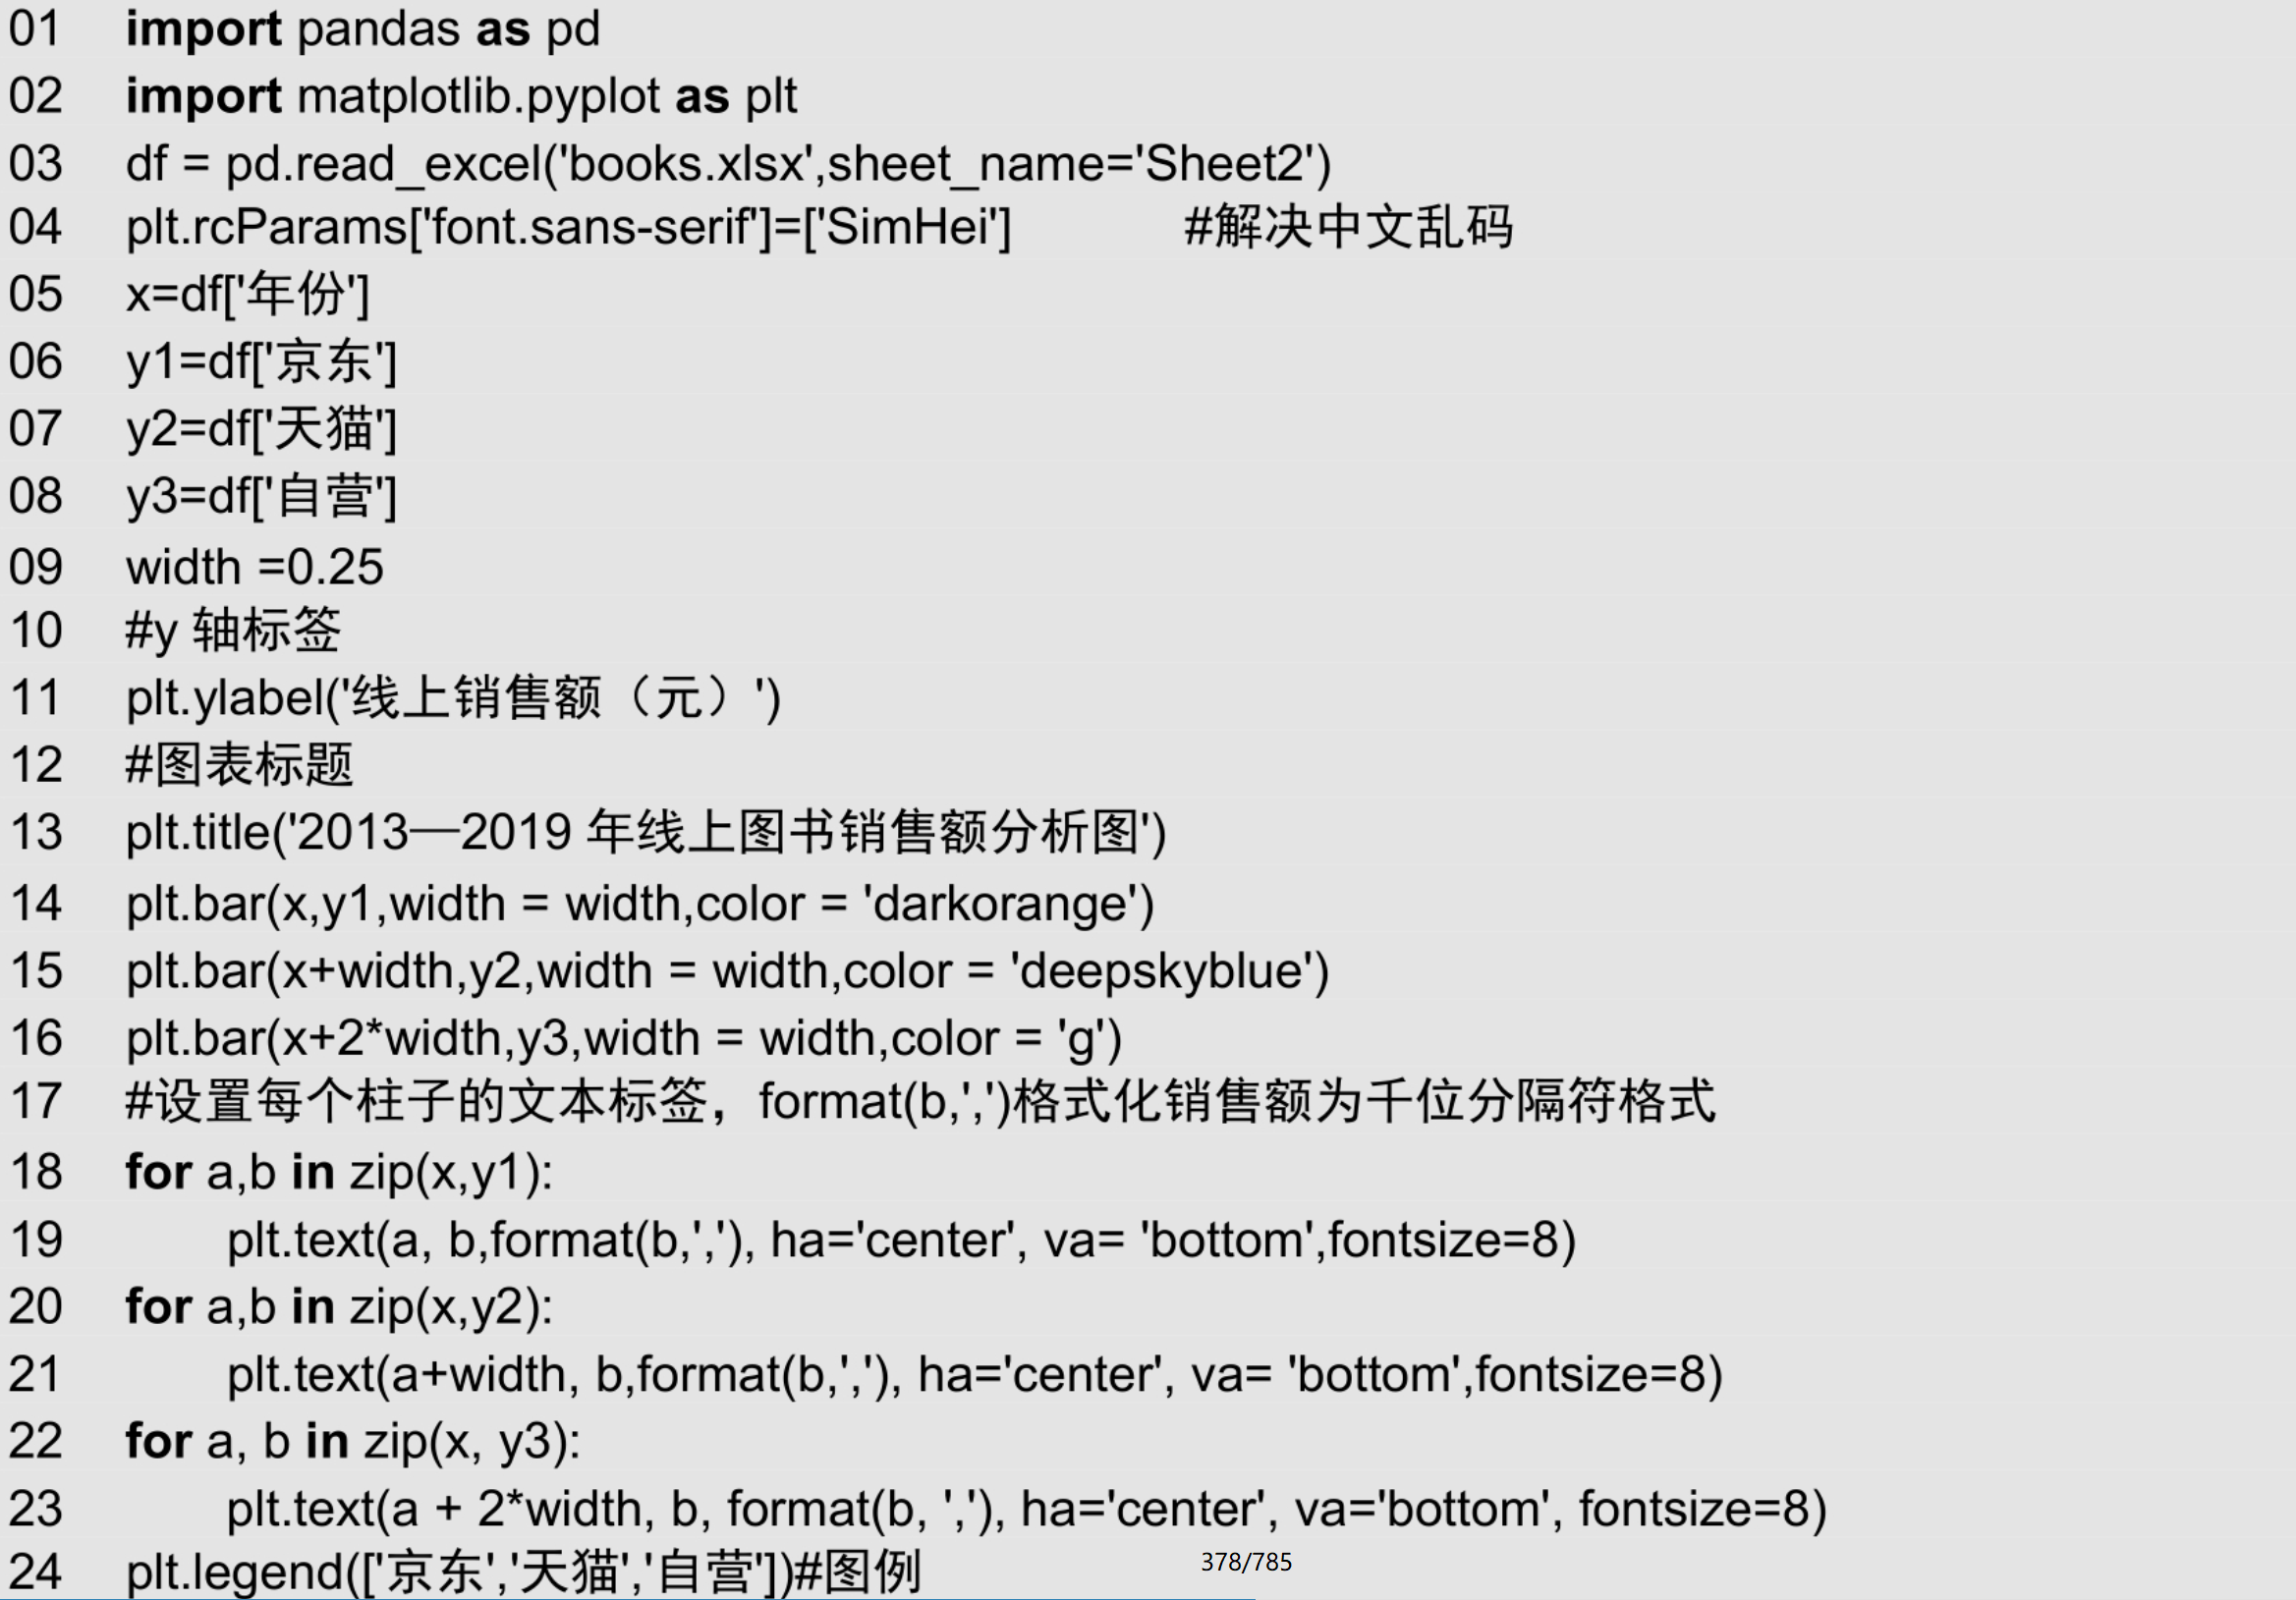 01 import pandas as pd
02 import matplotlib.pyplot as plt
03 df = pd.read_excel('books.xlsx',sheet_name='Sheet2')
04 plt.rcParams['font.sans-serif']=['SimHei'] #解决中文乱码
05 x=df['年份']
06 y1=df['京东']
07 y2=df['天猫']
08 y3=df['自营']
09 width =0.25
10 #y 轴标签
11 plt.ylabel('线上销售额（元）')
12 #图表标题
13 plt.title('2013—2019 年线上图书销售额分析图')
14 plt.bar(x,y1,width = width,color = 'darkorange')
15 plt.bar(x+width,y2,width = width,color = 'deepskyblue')
16 plt.bar(x+2*width,y3,width = width,color = 'g')
17 #设置每个柱子的文本标签，format(b,',')格式化销售额为千位分隔符格式
18 for a,b in zip(x,y1):
19 plt.text(a, b,format(b,','), ha='center', va= 'bottom',fontsize=8)
20 for a,b in zip(x,y2):
21 plt.text(a+width, b,format(b,','), ha='center', va= 'bottom',fontsize=8)
22 for a, b in zip(x, y3):
23 plt.text(a + 2*width, b, format(b, ','), ha='center', va='bottom', fontsize=8)
24 plt.legend(['京东','天猫','自营'])#图例
378/785